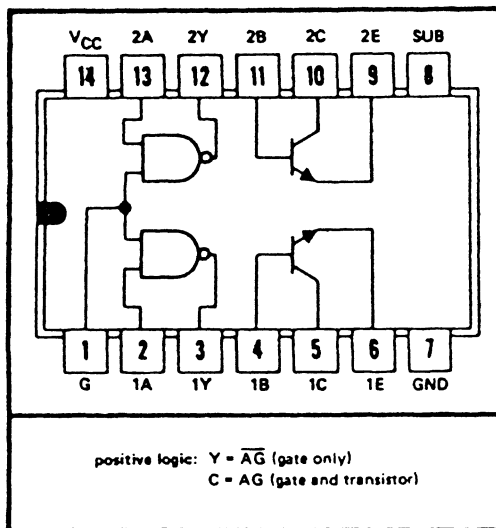 VCC 2A 2Y 2B 2C 2E SUB
14 13 12 11 10 9 8
1 2 3 4 5 6 7
G 1A 1Y 1B 1C 1E GND
positive logic: Y = A̅G̅ (gate only)
C = AG (gate and transistor)